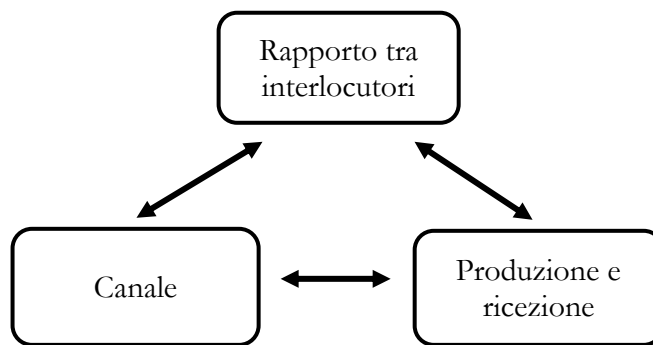 Rapporto tra
interlocutori
Canale
Produzione e
ricezione